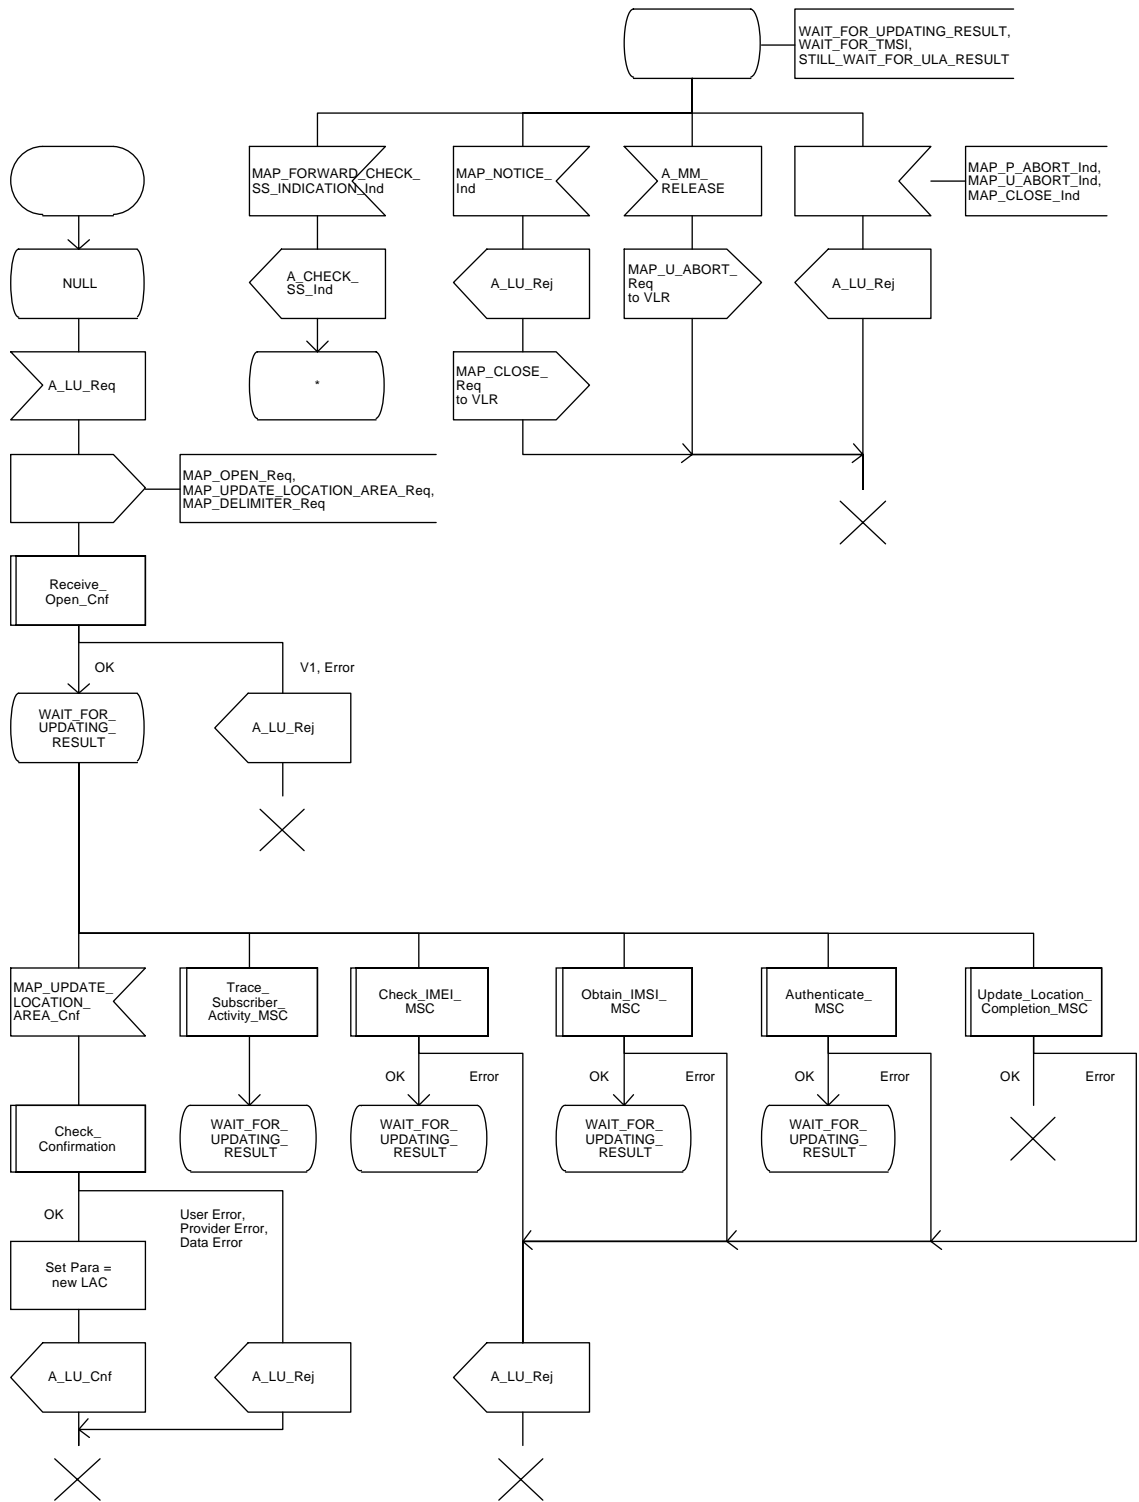 WAIT_FOR_UPDATING_RESULT,
WAIT_FOR_TMSI,
STILL_WAIT_FOR_ULA_RESULT
MAP_FORWARD_CHECK_
SS_INDICATION_Ind
MAP_NOTICE_
Ind
A_MM_
RELEASE
MAP_P_ABORT_Ind,
MAP_U_ABORT_Ind,
MAP_CLOSE_Ind
NULL
A_CHECK_
SS_Ind
A_LU_Rej
MAP_U_ABORT_
Req
to VLR
A_LU_Rej
A_LU_Req
*
MAP_CLOSE_
Req
to VLR
MAP_OPEN_Req,
MAP_UPDATE_LOCATION_AREA_Req,
MAP_DELIMITER_Req
Receive_
Open_Cnf
OK
V1, Error
WAIT_FOR_
UPDATING_
RESULT
A_LU_Rej
MAP_UPDATE_
LOCATION_
AREA_Cnf
Trace_
Subscriber_
Activity_MSC
Check_IMEI_
MSC
Obtain_IMSI_
MSC
Authenticate_
MSC
Update_Location_
Completion_MSC
OK
Error
OK
Error
OK
Error
OK
Error
Check_
Confirmation
WAIT_FOR_
UPDATING_
RESULT
WAIT_FOR_
UPDATING_
RESULT
WAIT_FOR_
UPDATING_
RESULT
WAIT_FOR_
UPDATING_
RESULT
OK
User Error,
Provider Error,
Data Error
Set Para =
new LAC
A_LU_Cnf
A_LU_Rej
A_LU_Rej